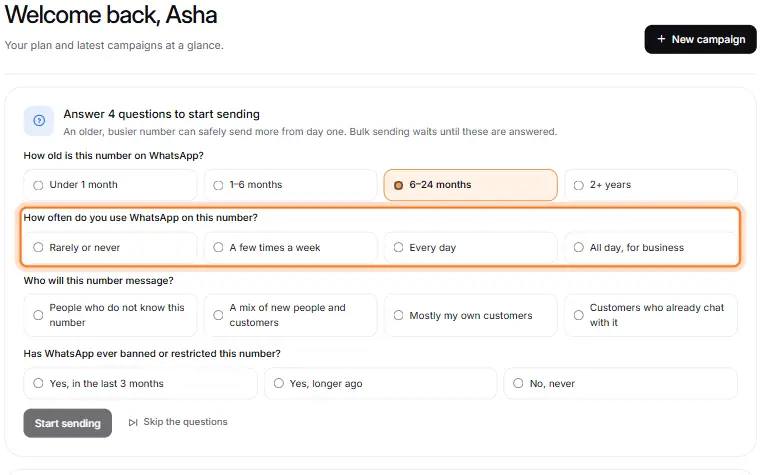 Welcome back, Asha
Your plan and latest campaigns at a glance.
+ New campaign
Answer 4 questions to start sending
An older, busier number can safely send more from day one. Bulk sending waits until these are answered.
How old is this number on WhatsApp?
Under 1 month
1–6 months
6–24 months
2+ years
How often do you use WhatsApp on this number?
Rarely or never
A few times a week
Every day
All day, for business
Who will this number message?
People who do not know this
number
A mix of new people and
customers
Mostly my own customers
Customers who already chat
with it
Has WhatsApp ever banned or restricted this number?
Yes, in the last 3 months
Yes, longer ago
No, never
Start sending
Skip the questions